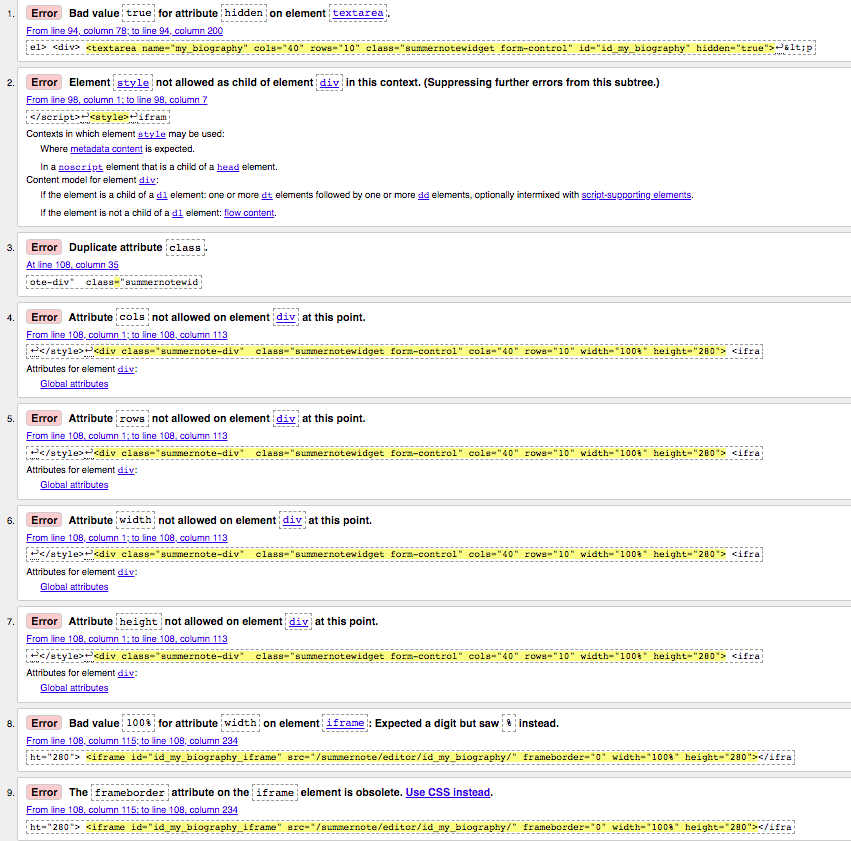 1. Error Bad value true for attribute hidden on element textarea.
From line 94, column 78; to line 94, column 200
el> <div> <textarea name="my_biography" cols="40" rows="10" class="summernotewidget form-control" id="id_my_biography" hidden="true">↩&lt;p
2. Error Element style not allowed as child of element div in this context. (Suppressing further errors from this subtree.)
From line 98, column 1; to line 98, column 7
</script>↩<style>↩ifram
Contexts in which element style may be used:
Where metadata content is expected.
In a noscript element that is a child of a head element.
Content model for element div:
If the element is a child of a dl element: one or more dt elements followed by one or more dd elements, optionally intermixed with script-supporting elements.
If the element is not a child of a dl element: flow content.
3. Error Duplicate attribute class.
At line 108, column 35
ote-div"  class="summernotewid
4. Error Attribute cols not allowed on element div at this point.
From line 108, column 1; to line 108, column 113
↩</style>↩<div class="summernote-div"  class="summernotewidget form-control" cols="40" rows="10" width="100%" height="280"> <ifra
Attributes for element div:
Global attributes
5. Error Attribute rows not allowed on element div at this point.
From line 108, column 1; to line 108, column 113
↩</style>↩<div class="summernote-div"  class="summernotewidget form-control" cols="40" rows="10" width="100%" height="280"> <ifra
Attributes for element div:
Global attributes
6. Error Attribute width not allowed on element div at this point.
From line 108, column 1; to line 108, column 113
↩</style>↩<div class="summernote-div"  class="summernotewidget form-control" cols="40" rows="10" width="100%" height="280"> <ifra
Attributes for element div:
Global attributes
7. Error Attribute height not allowed on element div at this point.
From line 108, column 1; to line 108, column 113
↩</style>↩<div class="summernote-div"  class="summernotewidget form-control" cols="40" rows="10" width="100%" height="280"> <ifra
Attributes for element div:
Global attributes
8. Error Bad value 100% for attribute width on element iframe: Expected a digit but saw % instead.
From line 108, column 115; to line 108, column 234
ht="280"> <iframe id="id_my_biography_iframe" src="/summernote/editor/id_my_biography/" frameborder="0" width="100%" height="280"></ifra
9. Error The frameborder attribute on the iframe element is obsolete. Use CSS instead.
From line 108, column 115; to line 108, column 234
ht="280"> <iframe id="id_my_biography_iframe" src="/summernote/editor/id_my_biography/" frameborder="0" width="100%" height="280"></ifra